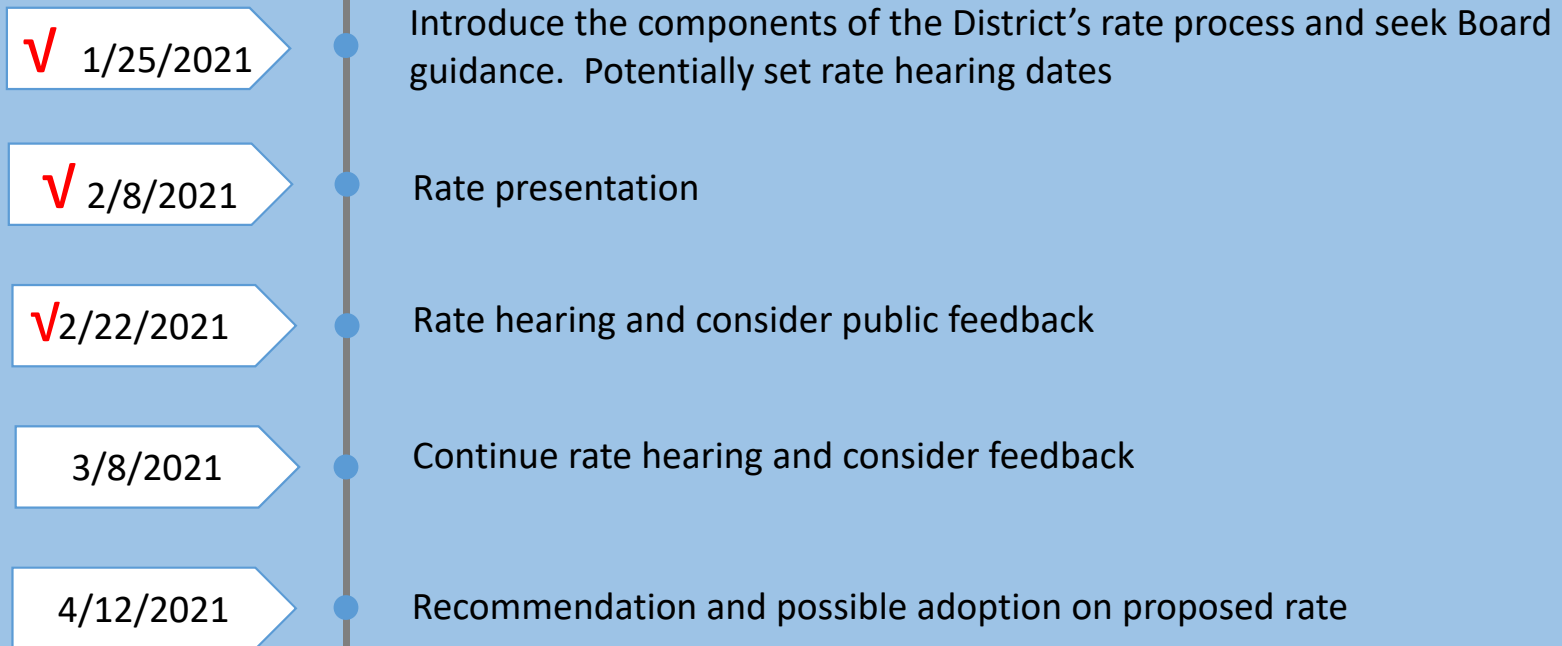 √ 1/25/2021
Introduce the components of the District’s rate process and seek Board
guidance.  Potentially set rate hearing dates
√ 2/8/2021
Rate presentation
√2/22/2021
Rate hearing and consider public feedback
3/8/2021
Continue rate hearing and consider feedback
4/12/2021
Recommendation and possible adoption on proposed rate